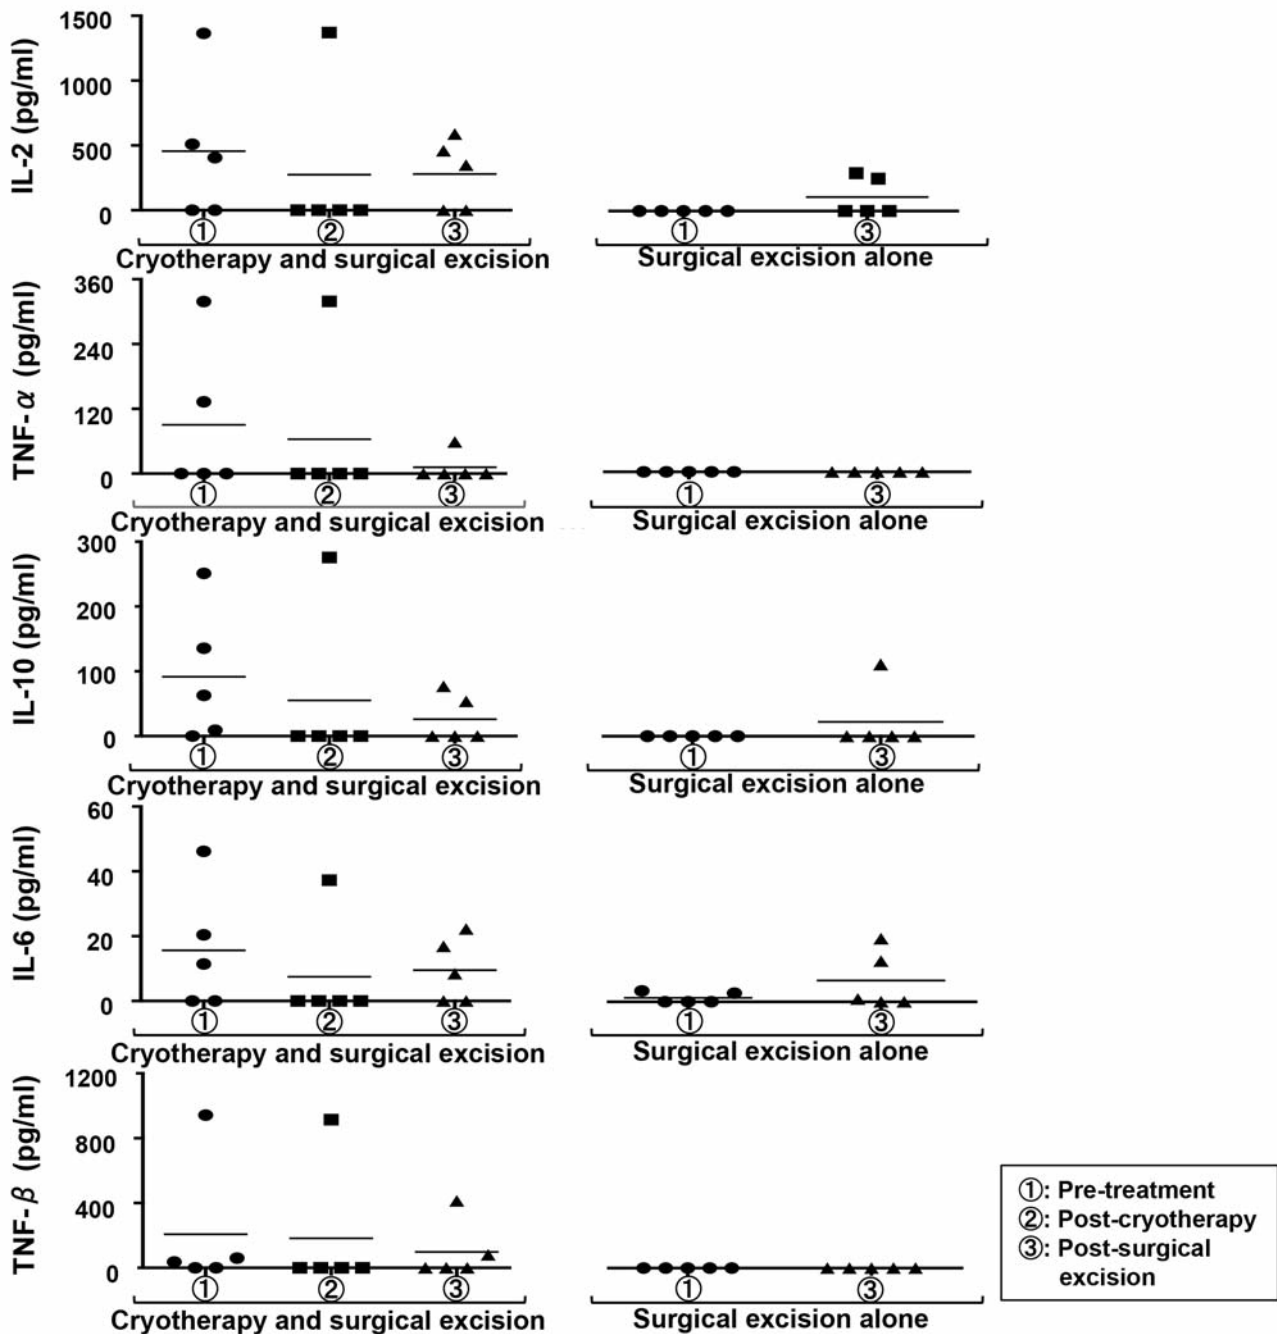 IL-2 (pg/ml)
1500
1000
500
0
① ② ③
Cryotherapy and surgical excision
① ③
Surgical excision alone
TNF-α (pg/ml)
360
240
120
0
① ② ③
Cryotherapy and surgical excision
① ③
Surgical excision alone
IL-10 (pg/ml)
300
200
100
0
① ② ③
Cryotherapy and surgical excision
① ③
Surgical excision alone
IL-6 (pg/ml)
60
40
20
0
① ② ③
Cryotherapy and surgical excision
① ③
Surgical excision alone
TNF-β (pg/ml)
1200
800
400
0
① ② ③
Cryotherapy and surgical excision
① ③
Surgical excision alone
①: Pre-treatment
②: Post-cryotherapy
③: Post-surgical
excision